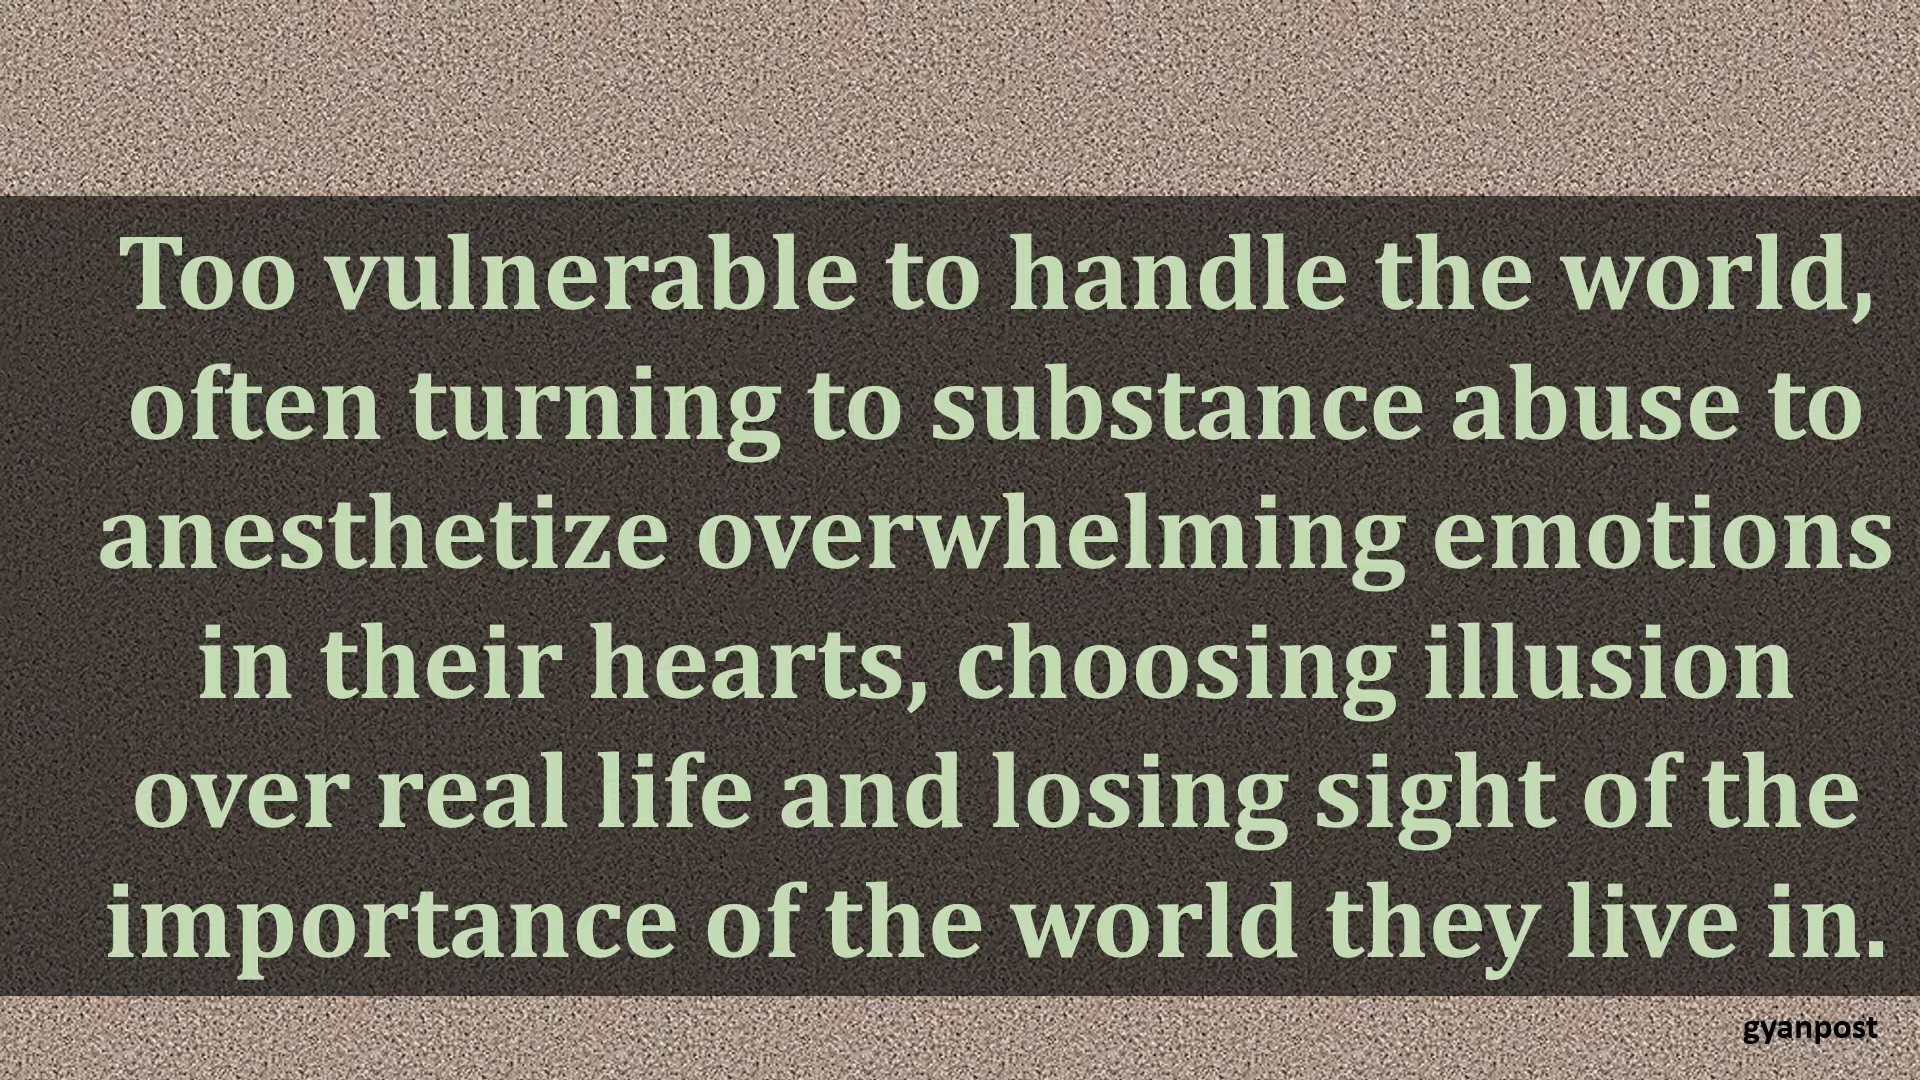 Too vulnerable to handle the world,
often turning to substance abuse to
anesthetize overwhelming emotions
in their hearts, choosing illusion
over real life and losing sight of the
importance of the world they live in.
gyanpost